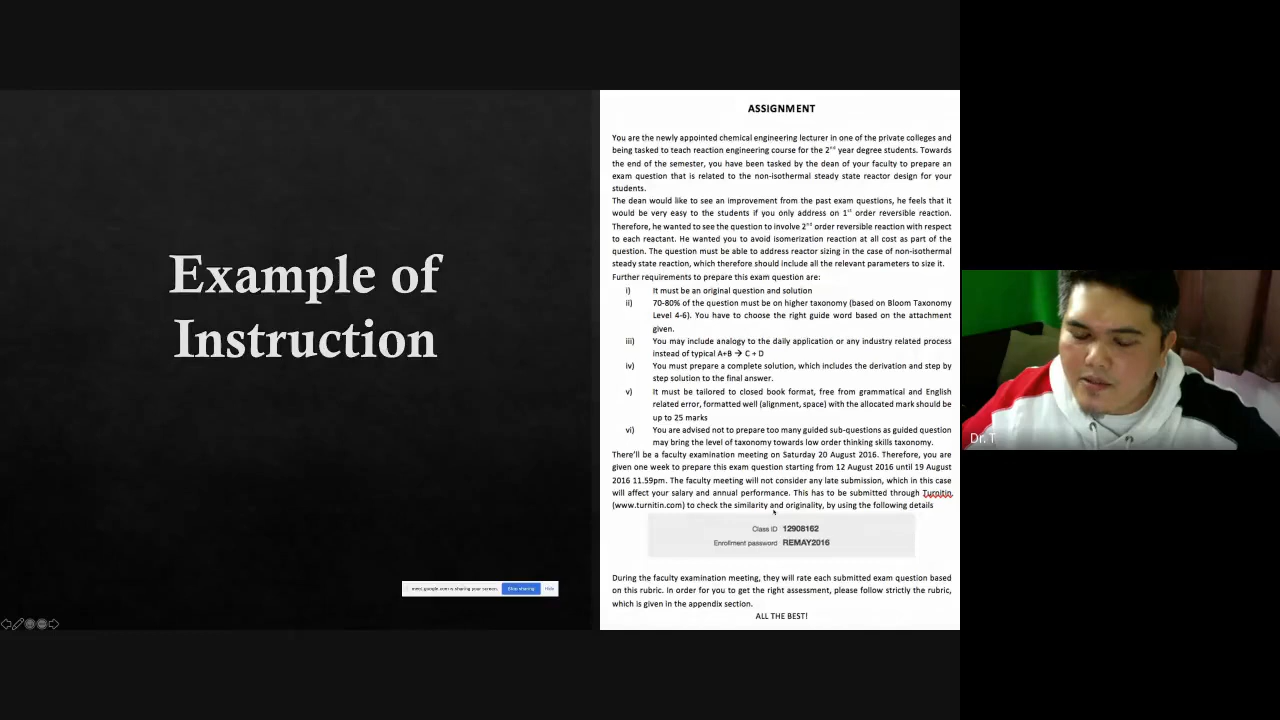 Example of
Instruction
meet.google.com is sharing your screen.
Stop sharing
Hide
ASSIGNMENT
You are the newly appointed chemical engineering lecturer in one of the private colleges and
being tasked to teach reaction engineering course for the 2nd year degree students. Towards
the end of the semester, you have been tasked by the dean of your faculty to prepare an
exam question that is related to the non-isothermal steady state reactor design for your
students.
The dean would like to see an improvement from the past exam questions, he feels that it
would be very easy to the students if you only address on 1st order reversible reaction.
Therefore, he wanted to see the question to involve 2nd order reversible reaction with respect
to each reactant. He wanted you to avoid isomerization reaction at all cost as part of the
question. The question must be able to address reactor sizing in the case of non-isothermal
steady state reaction, which therefore should include all the relevant parameters to size it.
Further requirements to prepare this exam question are:
i) It must be an original question and solution
ii) 70-80% of the question must be on higher taxonomy (based on Bloom Taxonomy
Level 4-6). You have to choose the right guide word based on the attachment
given.
iii) You may include analogy to the daily application or any industry related process
instead of typical A+B → C + D
iv) You must prepare a complete solution, which includes the derivation and step by
step solution to the final answer.
v) It must be tailored to closed book format, free from grammatical and English
related error, formatted well (alignment, space) with the allocated mark should be
up to 25 marks
vi) You are advised not to prepare too many guided sub-questions as guided question
may bring the level of taxonomy towards low order thinking skills taxonomy.
There'll be a faculty examination meeting on Saturday 20 August 2016. Therefore, you are
given one week to prepare this exam question starting from 12 August 2016 until 19 August
2016 11.59pm. The faculty meeting will not consider any late submission, which in this case
will affect your salary and annual performance. This has to be submitted through Turnitin
(www.turnitin.com) to check the similarity and originality, by using the following details
Class ID 12908162
Enrollment password REMAY2016
During the faculty examination meeting, they will rate each submitted exam question based
on this rubric. In order for you to get the right assessment, please follow strictly the rubric,
which is given in the appendix section.
ALL THE BEST!
Dr. T